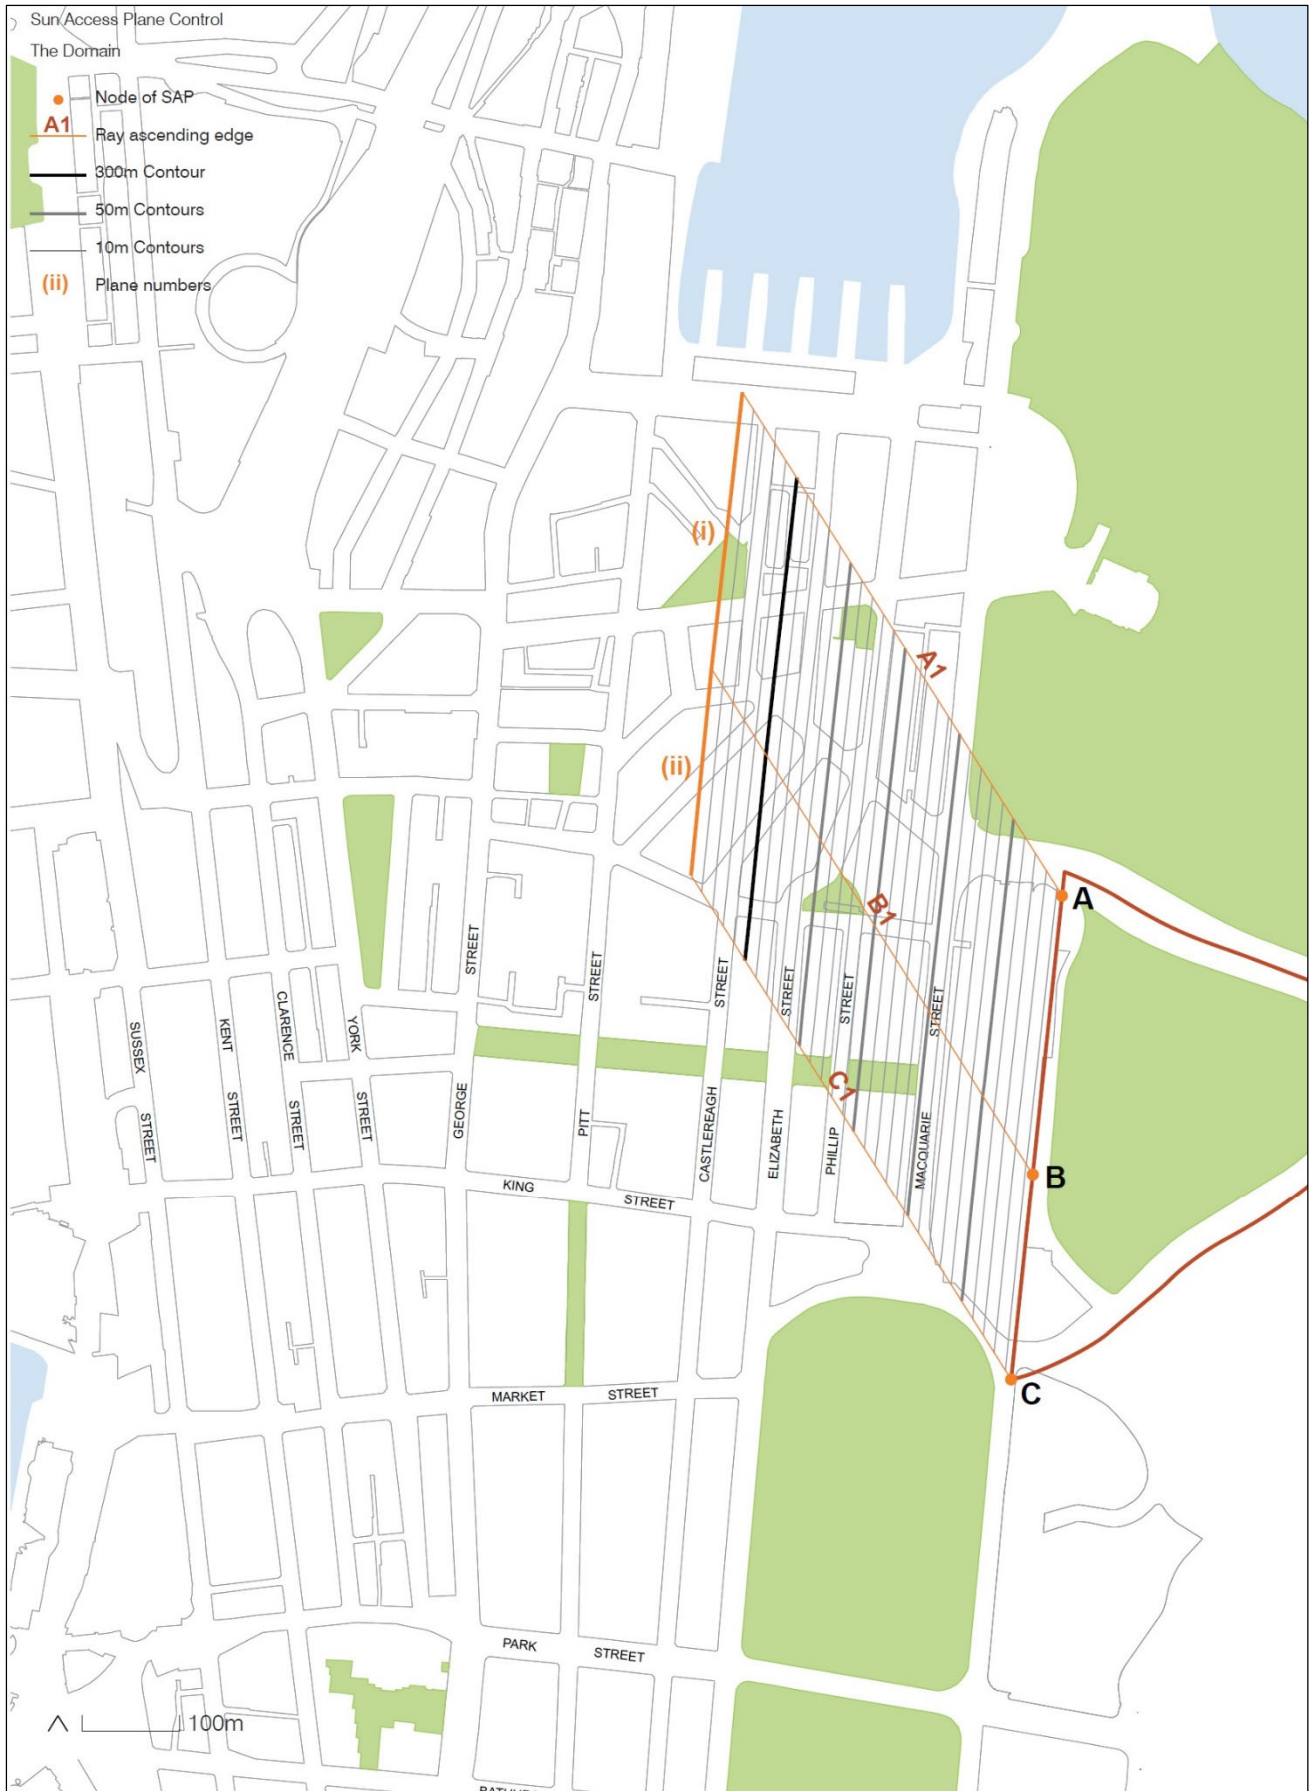 Sun Access Plane Control
The Domain
Node of SAP
A1
Ray ascending edge
300m Contour
50m Contours
10m Contours
(ii)
Plane numbers
(i)
A1
(ii)
A
B1
STREET
STREET
STREET
STREET
STREET
STREET
SUSSEX
KENT
CLARENCE
YORK
C1
STREET
STREET
STREET
STREET
GEORGE
PITT
CASTLEREAGH
ELIZABETH
PHILLIP
MACQUARIE
B
KING
STREET
C
MARKET
STREET
PARK
STREET
100m